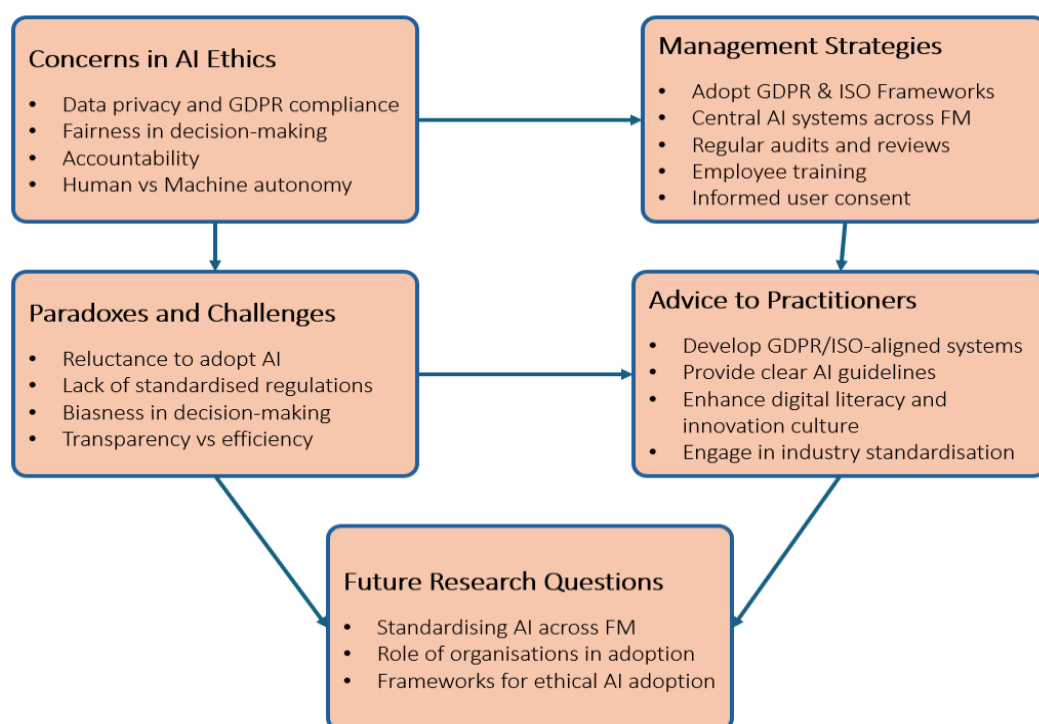 Concerns in AI Ethics
• Data privacy and GDPR compliance
• Fairness in decision-making
• Accountability
• Human vs Machine autonomy
Management Strategies
• Adopt GDPR & ISO Frameworks
• Central AI systems across FM
• Regular audits and reviews
• Employee training
• Informed user consent
Paradoxes and Challenges
• Reluctance to adopt AI
• Lack of standardised regulations
• Biasness in decision-making
• Transparency vs efficiency
Advice to Practitioners
• Develop GDPR/ISO-aligned systems
• Provide clear AI guidelines
• Enhance digital literacy and
innovation culture
• Engage in industry standardisation
Future Research Questions
• Standardising AI across FM
• Role of organisations in adoption
• Frameworks for ethical AI adoption